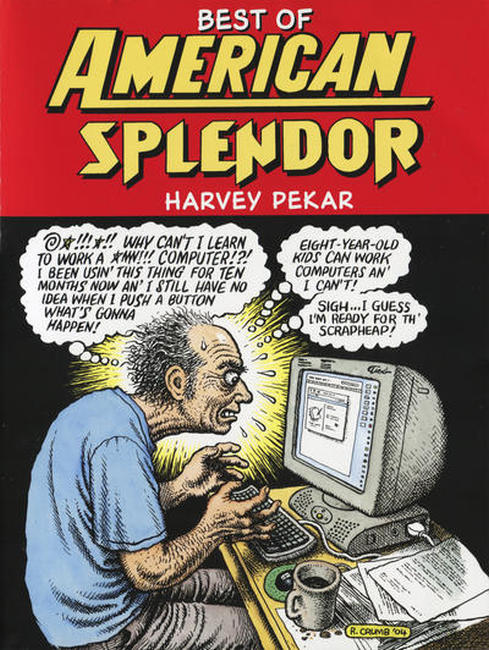 BEST OF
AMERICAN
SPLENDOR
HARVEY PEKAR
@★!!!★!! WHY CAN'T I LEARN
TO WORK A ★#W!!! COMPUTER!?!
I BEEN USIN' THIS THING FOR TEN
MONTHS NOW AN' I STILL HAVE NO
IDEA WHEN I PUSH A BUTTON
WHAT'S GONNA
HAPPEN!
EIGHT-YEAR-OLD
KIDS CAN WORK
COMPUTERS AN'
I CAN'T!
SIGH...I GUESS
I'M READY FOR TH'
SCRAPHEAP!
R. CRUMB '04